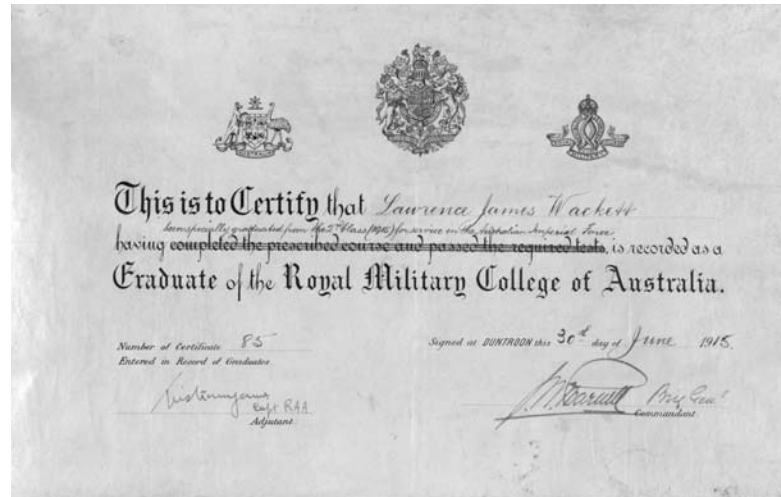 AUSTRALIA
This is to Certify that Lawrence James Wackett
been specially graduated from the 2nd Class (1912) for service in the Australian Imperial Force,
having completed the prescribed course and passed the required tests, is recorded as a
Graduate of the Royal Military College of Australia.
Number of Certificate 85
Entered in Record of Graduates.
Signed at DUNTROON this 30th day of June 1915.
Capt RAA
Adjutant.
Brig Genl
Commandant.